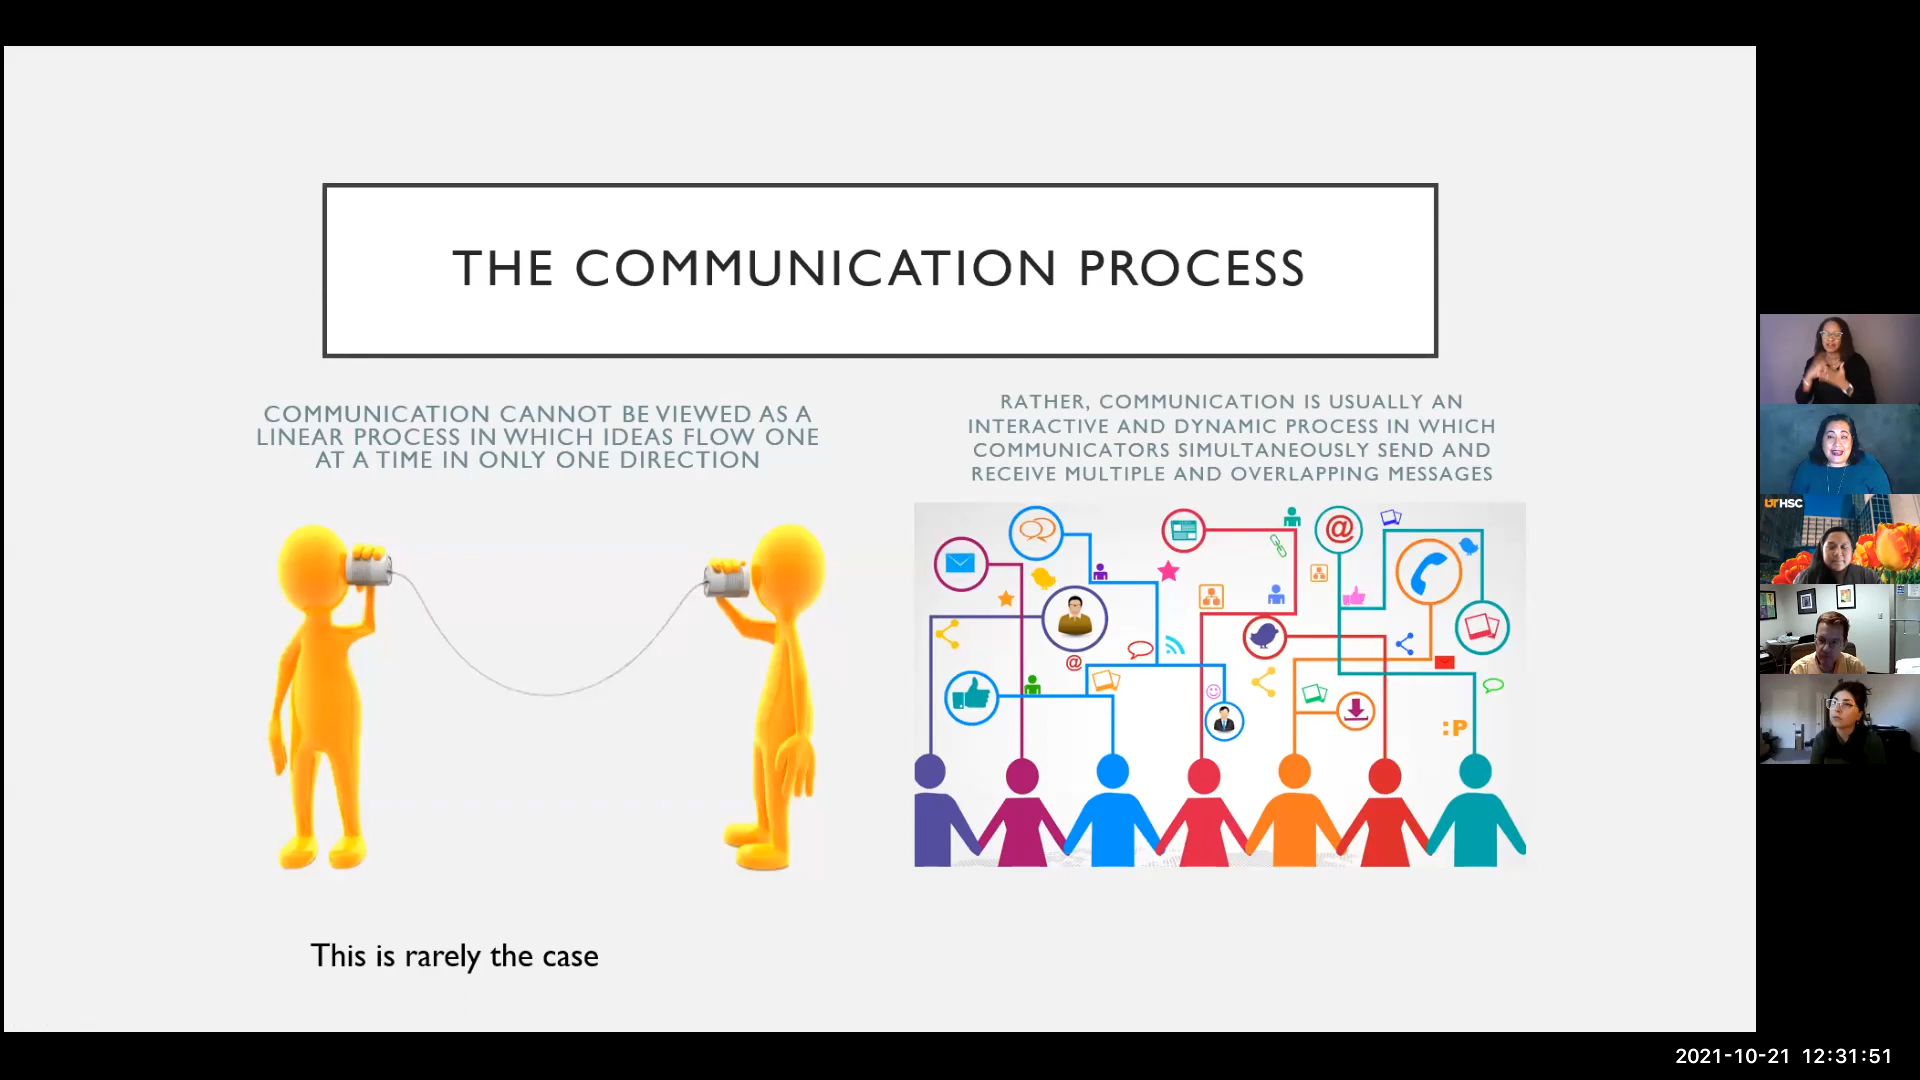 THE COMMUNICATION PROCESS
COMMUNICATION CANNOT BE VIEWED AS A
LINEAR PROCESS IN WHICH IDEAS FLOW ONE
AT A TIME IN ONLY ONE DIRECTION
RATHER, COMMUNICATION IS USUALLY AN
INTERACTIVE AND DYNAMIC PROCESS IN WHICH
COMMUNICATORS SIMULTANEOUSLY SEND AND
RECEIVE MULTIPLE AND OVERLAPPING MESSAGES
@
@
:P
This is rarely the case
UTHSC
2021-10-21 12:31:51